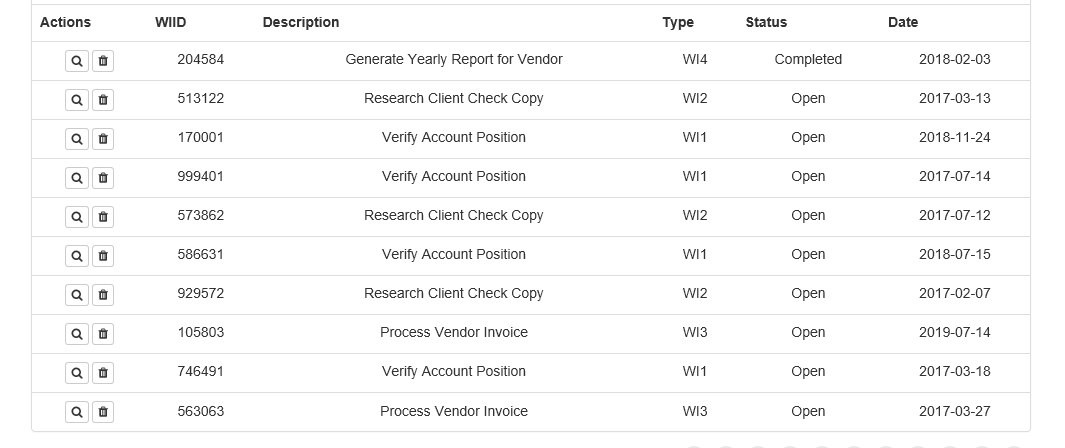 Actions WIID Description Type Status Date
204584 Generate Yearly Report for Vendor WI4 Completed 2018-02-03
513122 Research Client Check Copy WI2 Open 2017-03-13
170001 Verify Account Position WI1 Open 2018-11-24
999401 Verify Account Position WI1 Open 2017-07-14
573862 Research Client Check Copy WI2 Open 2017-07-12
586631 Verify Account Position WI1 Open 2018-07-15
929572 Research Client Check Copy WI2 Open 2017-02-07
105803 Process Vendor Invoice WI3 Open 2019-07-14
746491 Verify Account Position WI1 Open 2017-03-18
563063 Process Vendor Invoice WI3 Open 2017-03-27